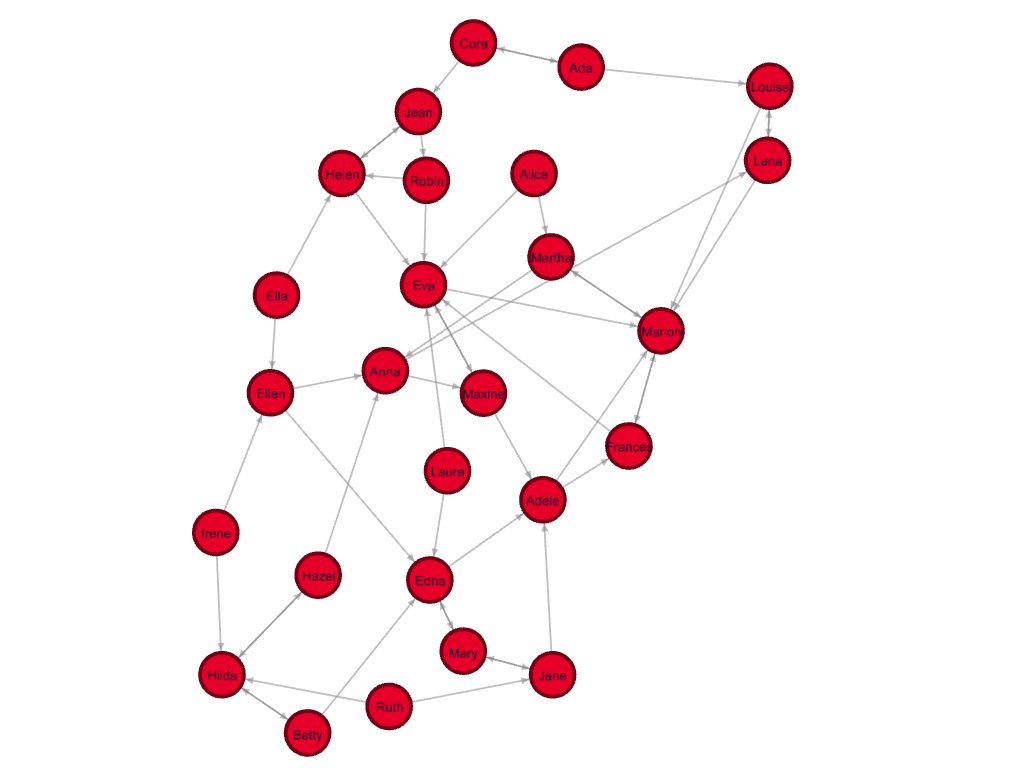 Cora
Ada
Louise
Jean
Lena
Helen
Robin
Alice
Martha
Eva
Ella
Marion
Anna
Ellen
Maxine
Frances
Laura
Adele
Irene
Hazel
Edna
Mary
Hilda
Jane
Ruth
Betty